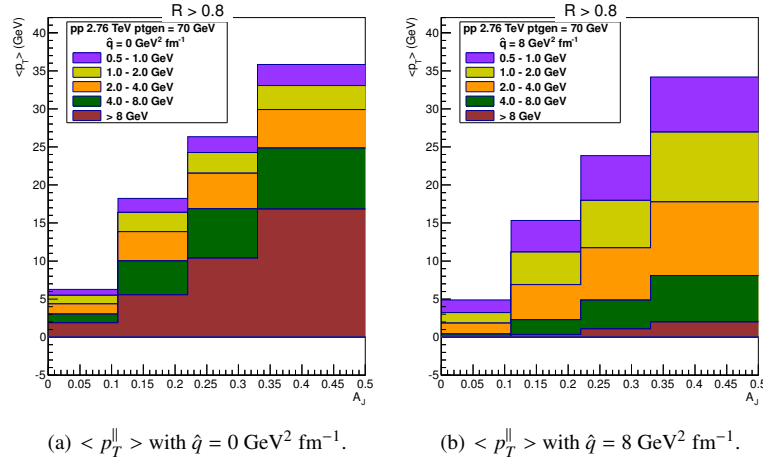 R > 0.8
<p_T> (GeV)
pp 2.76 TeV ptgen = 70 GeV
q̂ = 0 GeV² fm⁻¹
0.5 - 1.0 GeV
1.0 - 2.0 GeV
2.0 - 4.0 GeV
4.0 - 8.0 GeV
> 8 GeV
40
35
30
25
20
15
10
5
0
-5
0 0.05 0.1 0.15 0.2 0.25 0.3 0.35 0.4 0.45 0.5
A_J
(a) < p_T^∥ > with q̂ = 0 GeV² fm⁻¹.
R > 0.8
<p_T> (GeV)
pp 2.76 TeV ptgen = 70 GeV
q̂ = 8 GeV² fm⁻¹
0.5 - 1.0 GeV
1.0 - 2.0 GeV
2.0 - 4.0 GeV
4.0 - 8.0 GeV
> 8 GeV
40
35
30
25
20
15
10
5
0
-5
0 0.05 0.1 0.15 0.2 0.25 0.3 0.35 0.4 0.45 0.5
A_J
(b) < p_T^∥ > with q̂ = 8 GeV² fm⁻¹.